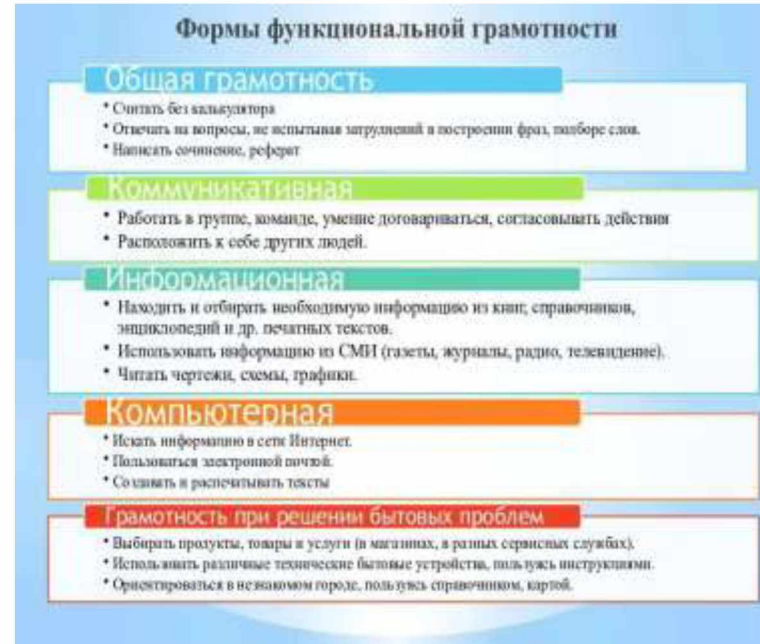 Формы функциональной грамотности
Общая грамотность
• Считать без калькулятора
• Отвечать на вопросы, не испытывая затруднений в построении фраз, подборе слов.
• Написать сочинение, реферат
Коммуникативная
• Работать в группе, команде, умение договариваться, согласовывать действия
• Расположить к себе других людей.
Информационная
• Находить и отбирать необходимую информацию из книг, справочников,
энциклопедий и др. печатных текстов.
• Использовать информацию из СМИ (газеты, журналы, радио, телевидение).
• Читать чертежи, схемы, графики.
Компьютерная
• Искать информацию в сети Интернет.
• Пользоваться электронной почтой.
• Создавать и распечатывать тексты
Грамотность при решении бытовых проблем
• Выбирать продукты, товары и услуги (в магазинах, в разных сервисных службах).
• Использовать различные технические бытовые устройства, пользуясь инструкциями.
• Ориентироваться в незнакомом городе, пользуясь справочником, картой.